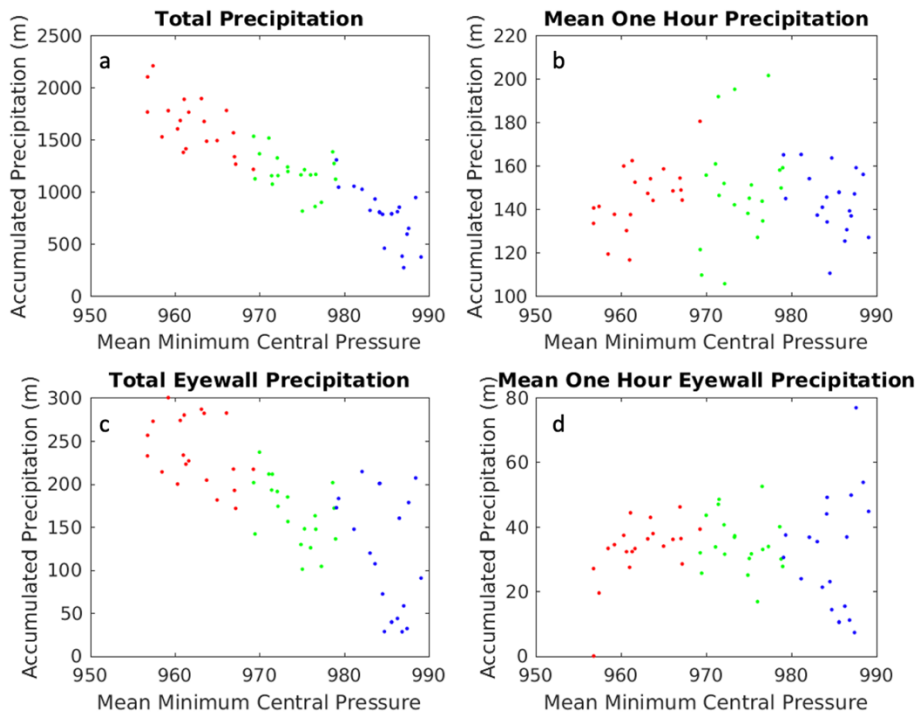 Total Precipitation
a
Accumulated Precipitation (m)
2500
2000
1500
1000
500
0
950 960 970 980 990
Mean Minimum Central Pressure
Mean One Hour Precipitation
b
Accumulated Precipitation (m)
220
200
180
160
140
120
100
950 960 970 980 990
Mean Minimum Central Pressure
Total Eyewall Precipitation
c
Accumulated Precipitation (m)
300
250
200
150
100
50
0
950 960 970 980 990
Mean Minimum Central Pressure
Mean One Hour Eyewall Precipitation
d
Accumulated Precipitation (m)
80
60
40
20
0
950 960 970 980 990
Mean Minimum Central Pressure